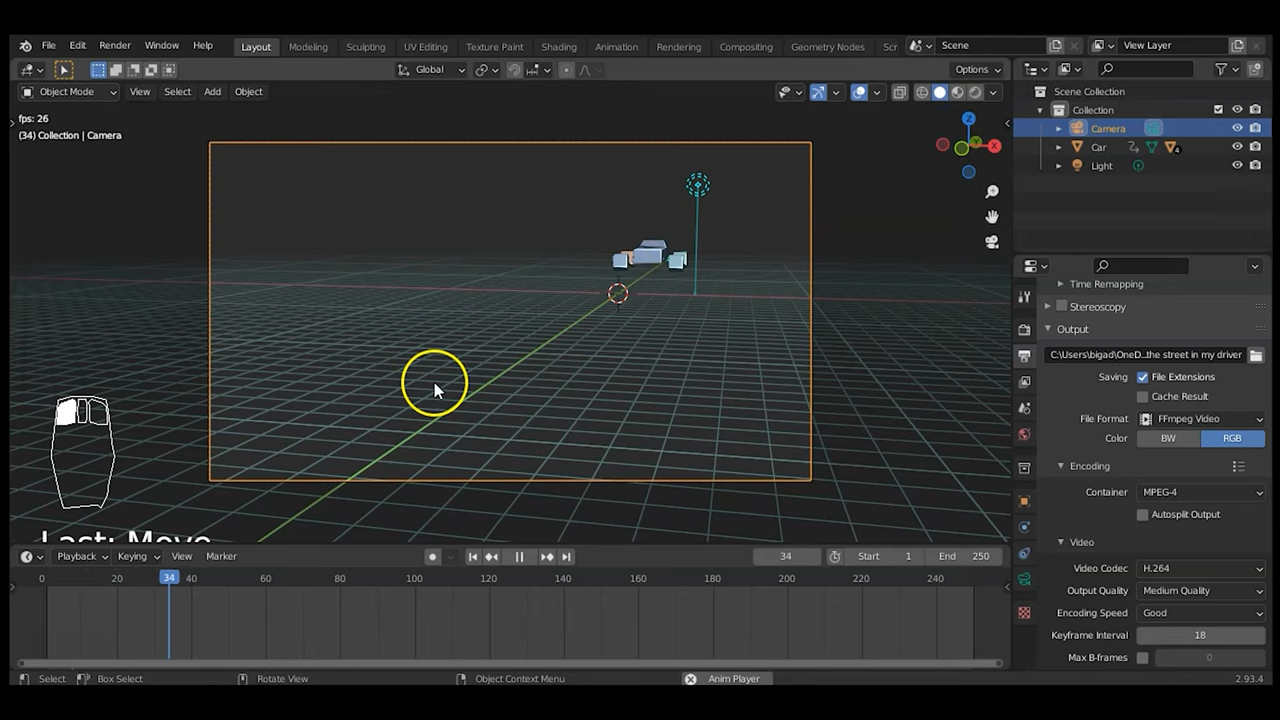 File Edit Render Window Help Layout Modeling Sculpting UV Editing Texture Paint Shading Animation Rendering Compositing Geometry Nodes Scr Scene View Layer
Global Options
Object Mode View Select Add Object
Scene Collection
Collection
Camera
Car
Light
fps: 26
(34) Collection | Camera
Z
X
Y
Time Remapping
Stereoscopy
Output
C:\Users\bigad\OneD...the street in my driver
Saving File Extensions
Cache Result
File Format FFmpeg Video
Color BW RGB
Encoding
Container MPEG-4
Autosplit Output
Video
Video Codec H.264
Output Quality Medium Quality
Encoding Speed Good
Keyframe Interval 18
Max B-frames 0
Last: Move
Playback Keying View Marker 34 Start 1 End 250
0 20 34 40 60 80 100 120 140 160 180 200 220 240
Select Box Select Rotate View Object Context Menu Anim Player 2.93.4